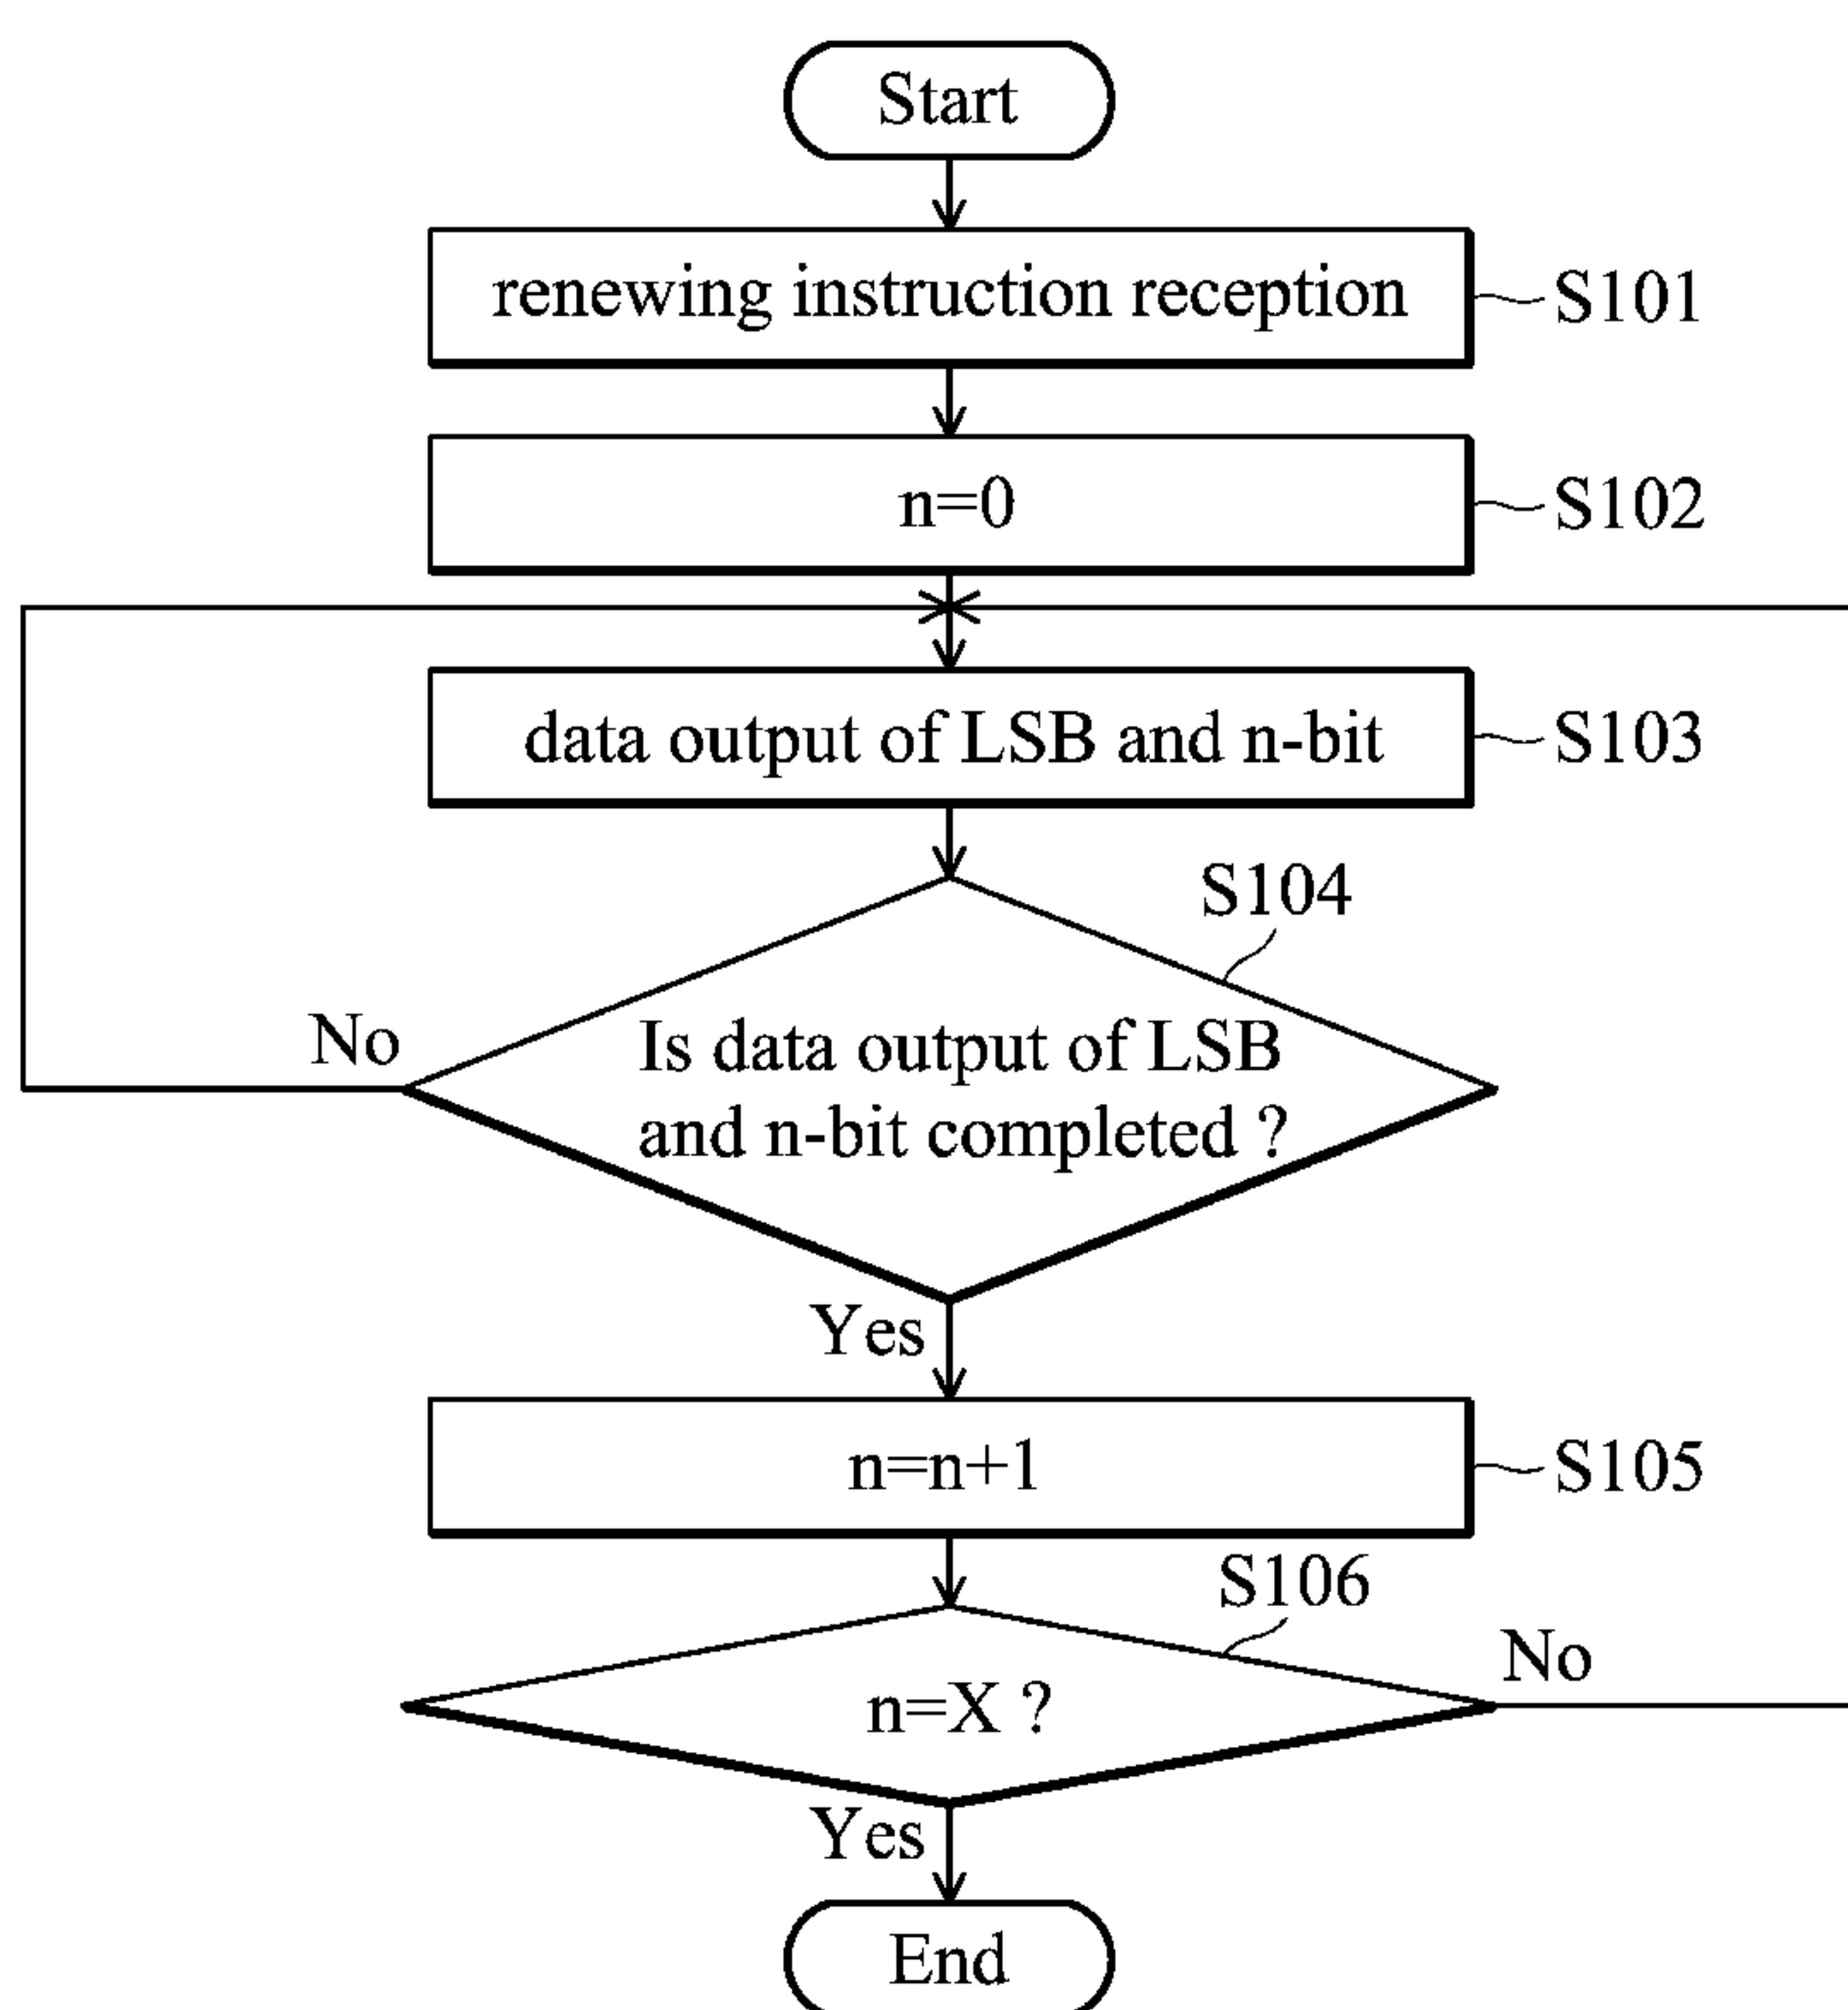 Start
renewing instruction reception
S101
n=0
S102
data output of LSB and n-bit
S103
S104
No
Is data output of LSB
and n-bit completed ?
Yes
n=n+1
S105
S106
No
n=X ?
Yes
End